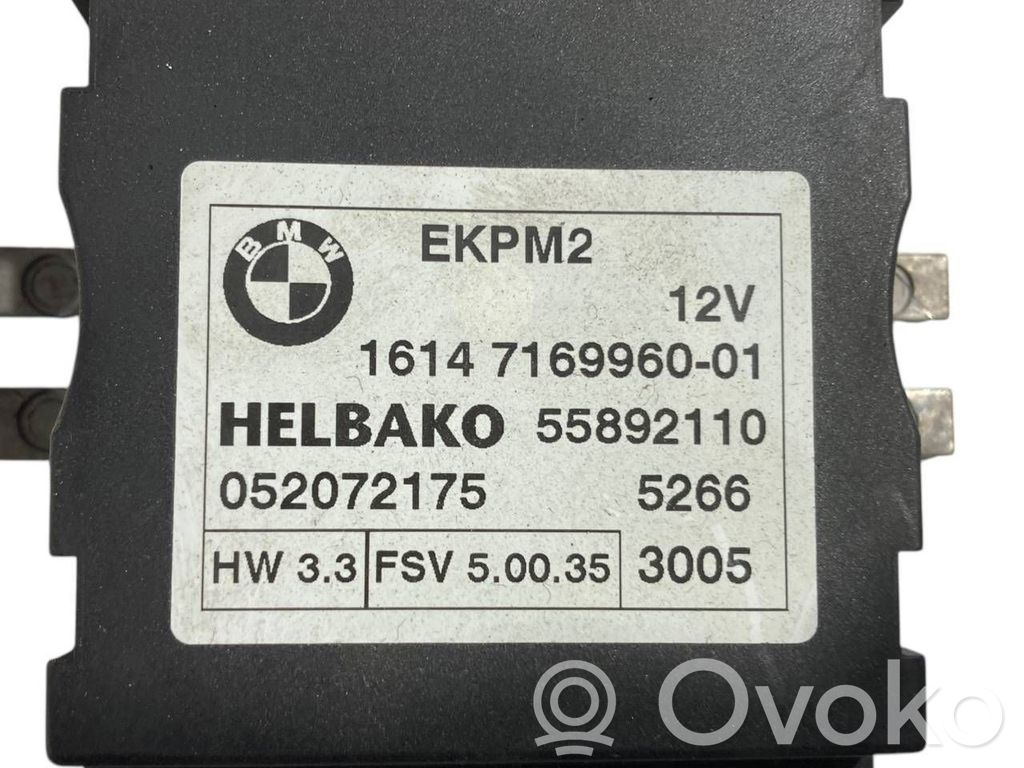 BMW
EKPM2
12V
1614 7169960-01
HELBAKO 55892110
052072175 5266
HW 3.3 FSV 5.00.35 3005
Ovoko